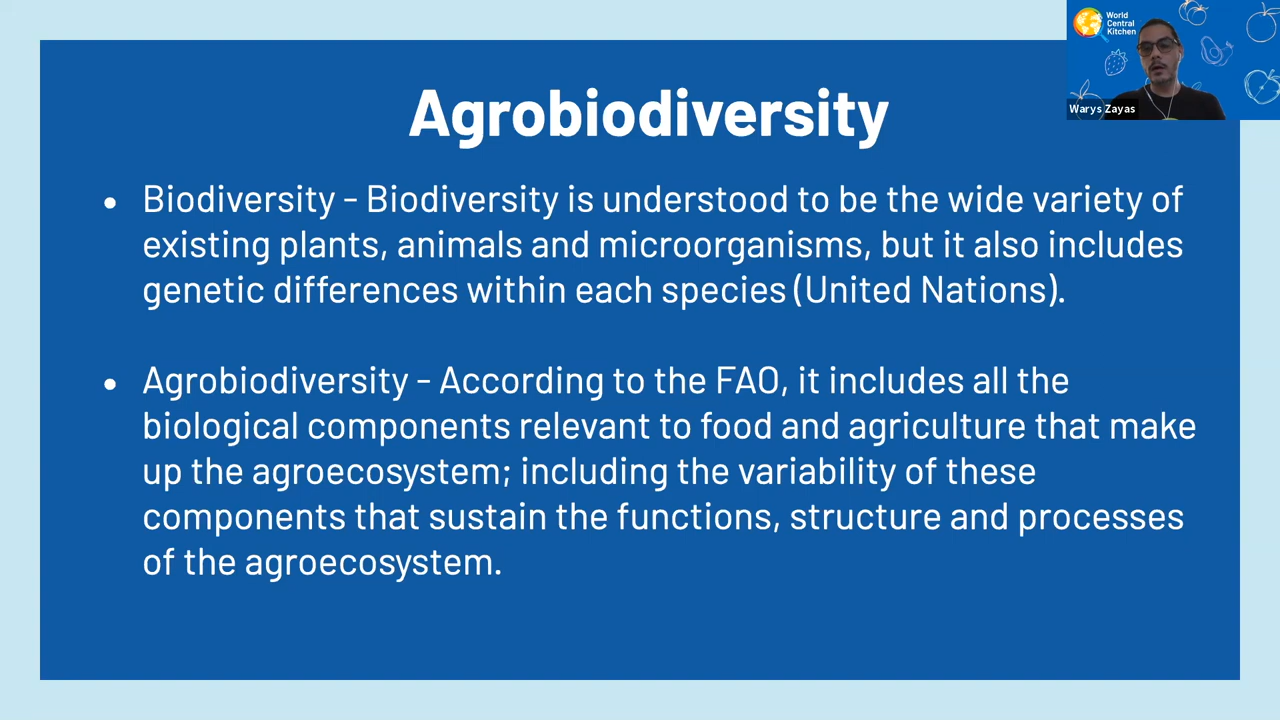 Agrobiodiversity
World
Central
Kitchen
Warys Zayas
• Biodiversity - Biodiversity is understood to be the wide variety of
existing plants, animals and microorganisms, but it also includes
genetic differences within each species (United Nations).
• Agrobiodiversity - According to the FAO, it includes all the
biological components relevant to food and agriculture that make
up the agroecosystem; including the variability of these
components that sustain the functions, structure and processes
of the agroecosystem.